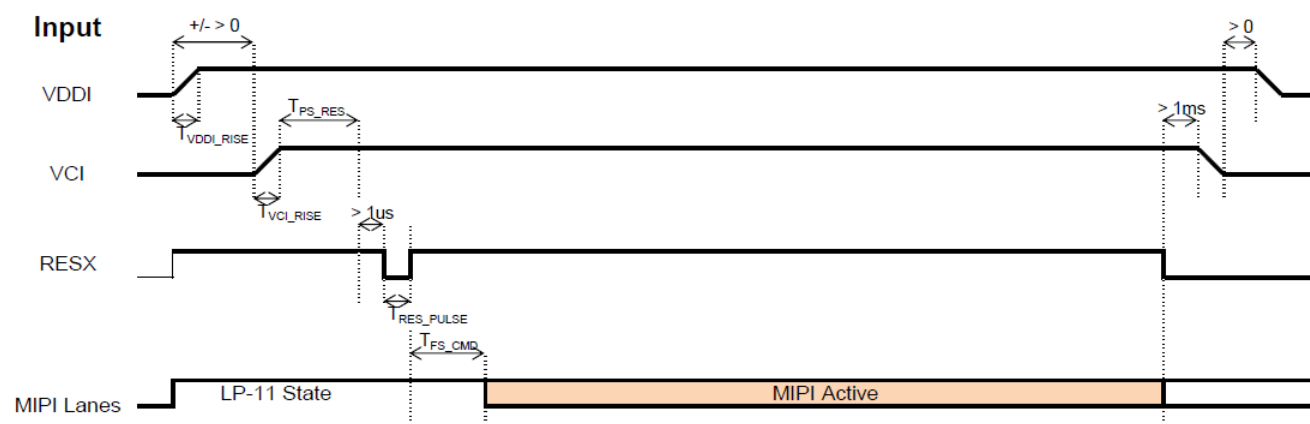 Input
+/- > 0
> 0
VDDI
T_VDDI_RISE
T_PS_RES
> 1ms
VCI
T_VCI_RISE
> 1us
RESX
T_RES_PULSE
T_FS_CMD
MIPI Lanes
LP-11 State
MIPI Active